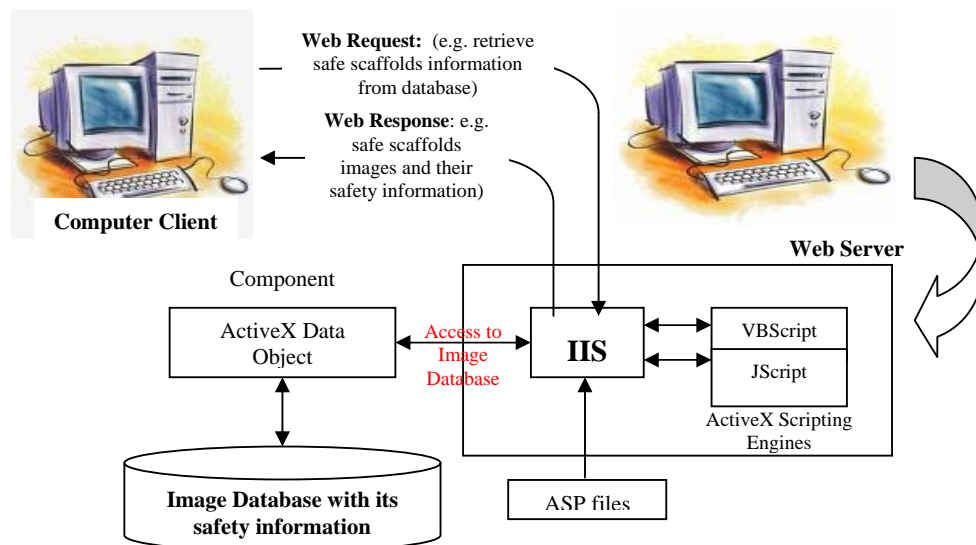 Web Request: (e.g. retrieve
safe scaffolds information
from database)
Web Response: e.g.
safe scaffolds
images and their
safety information)
Computer Client
Web Server
Component
ActiveX Data
Object
Access to
Image
Database
IIS
VBScript
JScript
ActiveX Scripting
Engines
Image Database with its
safety information
ASP files